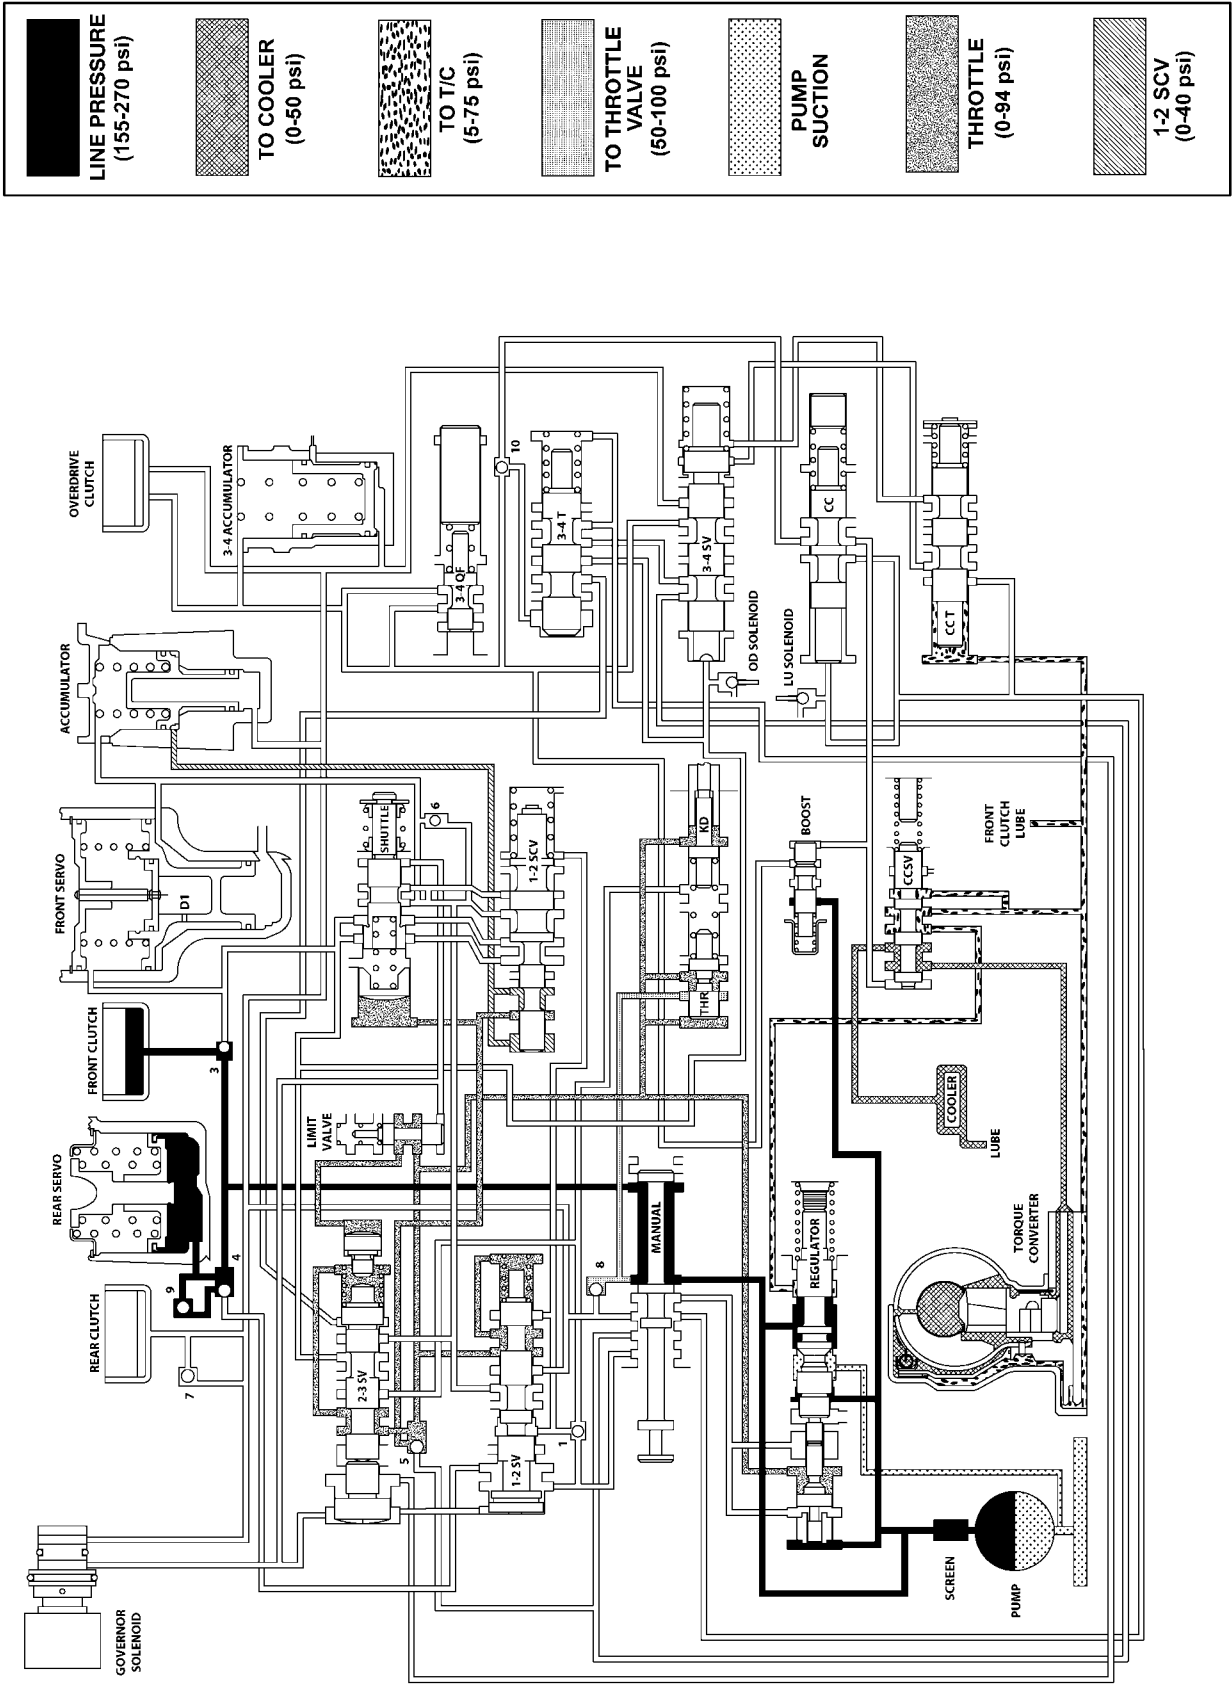 LINE PRESSURE
(155-270 psi)
TO COOLER
(0-50 psi)
TO T/C
(5-75 psi)
TO THROTTLE
VALVE
(50-100 psi)
PUMP
SUCTION
THROTTLE
(0-94 psi)
1-2 SCV
(0-40 psi)
OVERDRIVE
CLUTCH
3-4 ACCUMULATOR
3-4 QF
10
3-4 T
3-4 SV
CC
CC T
OD SOLENOID
LU SOLENOID
ACCUMULATOR
FRONT SERVO
D1
SHUTTLE
6
1-2 SCV
KD
THR
BOOST
CCSV
FRONT
CLUTCH
LUBE
FRONT CLUTCH
3
REAR SERVO
4
9
LIMIT
VALVE
MANUAL
8
REGULATOR
COOLER
LUBE
TORQUE
CONVERTER
REAR CLUTCH
7
2-3 SV
5
1-2 SV
1
GOVERNOR
SOLENOID
SCREEN
PUMP